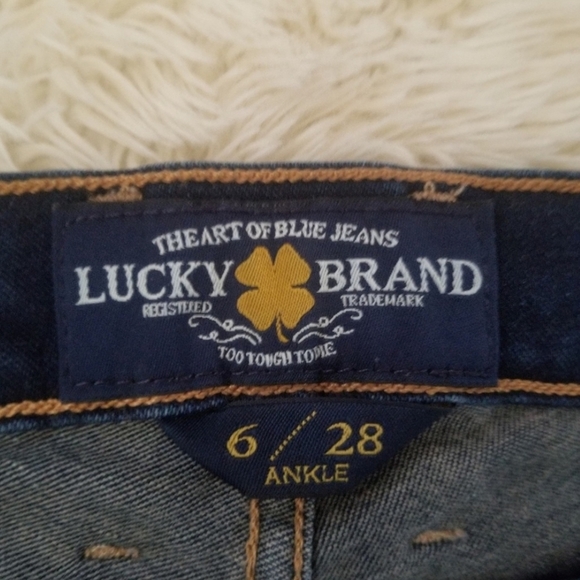 THE ART OF BLUE JEANS
LUCKY BRAND
REGISTERED TRADEMARK
TOO TOUGH TO DIE
6 / 28
ANKLE